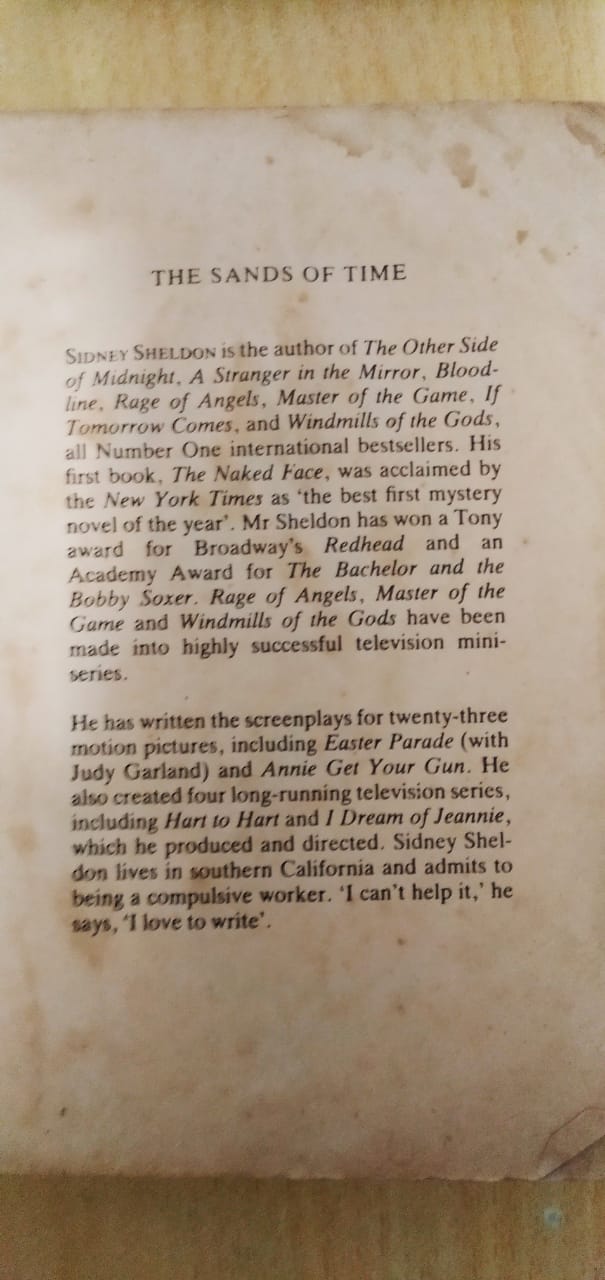 THE SANDS OF TIME
SIDNEY SHELDON is the author of The Other Side
of Midnight, A Stranger in the Mirror, Blood-
line, Rage of Angels, Master of the Game, If
Tomorrow Comes, and Windmills of the Gods,
all Number One international bestsellers. His
first book, The Naked Face, was acclaimed by
the New York Times as ‘the best first mystery
novel of the year’. Mr Sheldon has won a Tony
award for Broadway's Redhead and an
Academy Award for The Bachelor and the
Bobby Soxer. Rage of Angels, Master of the
Game and Windmills of the Gods have been
made into highly successful television mini-
series.
He has written the screenplays for twenty-three
motion pictures, including Easter Parade (with
Judy Garland) and Annie Get Your Gun. He
also created four long-running television series,
including Hart to Hart and I Dream of Jeannie,
which he produced and directed. Sidney Shel-
don lives in southern California and admits to
being a compulsive worker. ‘I can't help it,’ he
says, ‘I love to write’.